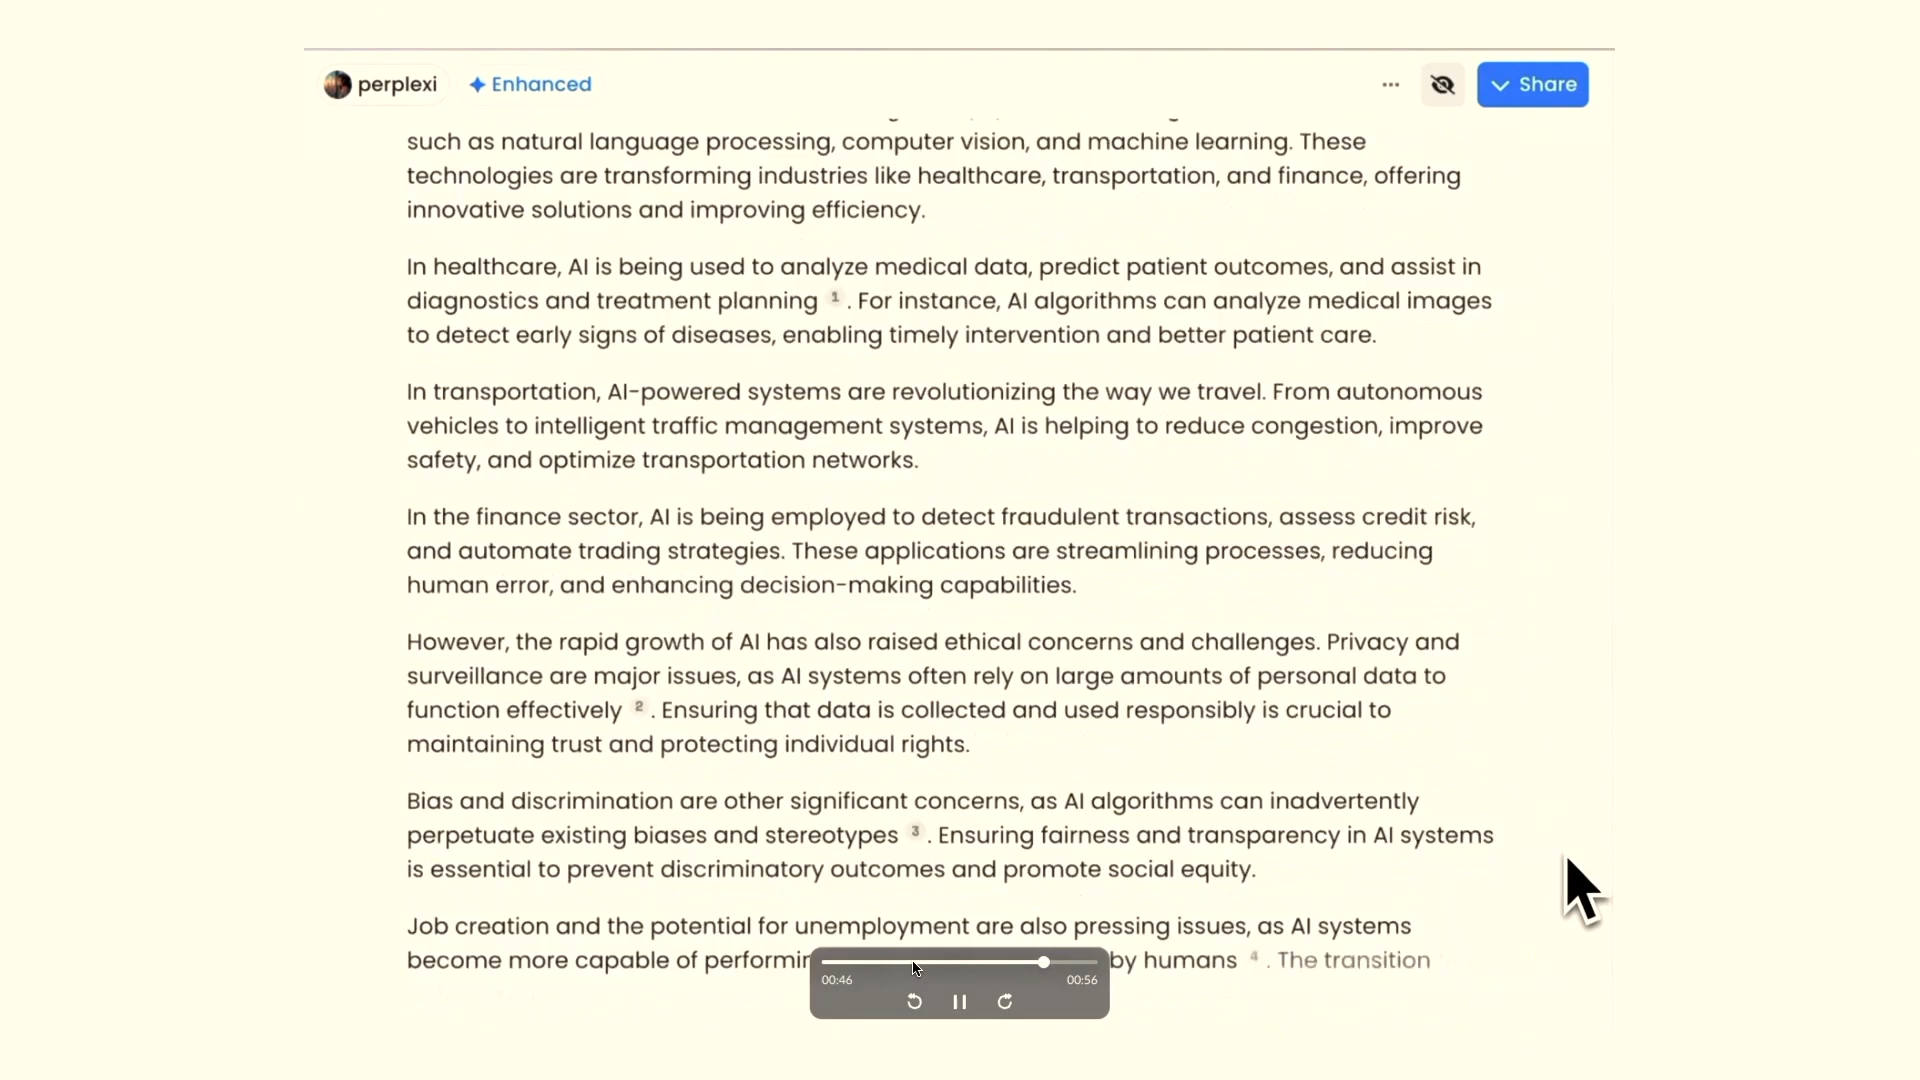 perplexi
Enhanced
Share
such as natural language processing, computer vision, and machine learning. These
technologies are transforming industries like healthcare, transportation, and finance, offering
innovative solutions and improving efficiency.
In healthcare, AI is being used to analyze medical data, predict patient outcomes, and assist in
diagnostics and treatment planning 1. For instance, AI algorithms can analyze medical images
to detect early signs of diseases, enabling timely intervention and better patient care.
In transportation, AI-powered systems are revolutionizing the way we travel. From autonomous
vehicles to intelligent traffic management systems, AI is helping to reduce congestion, improve
safety, and optimize transportation networks.
In the finance sector, AI is being employed to detect fraudulent transactions, assess credit risk,
and automate trading strategies. These applications are streamlining processes, reducing
human error, and enhancing decision-making capabilities.
However, the rapid growth of AI has also raised ethical concerns and challenges. Privacy and
surveillance are major issues, as AI systems often rely on large amounts of personal data to
function effectively 2. Ensuring that data is collected and used responsibly is crucial to
maintaining trust and protecting individual rights.
Bias and discrimination are other significant concerns, as AI algorithms can inadvertently
perpetuate existing biases and stereotypes 3. Ensuring fairness and transparency in AI systems
is essential to prevent discriminatory outcomes and promote social equity.
Job creation and the potential for unemployment are also pressing issues, as AI systems
become more capable of by humans 4. The transition
00:46
00:56